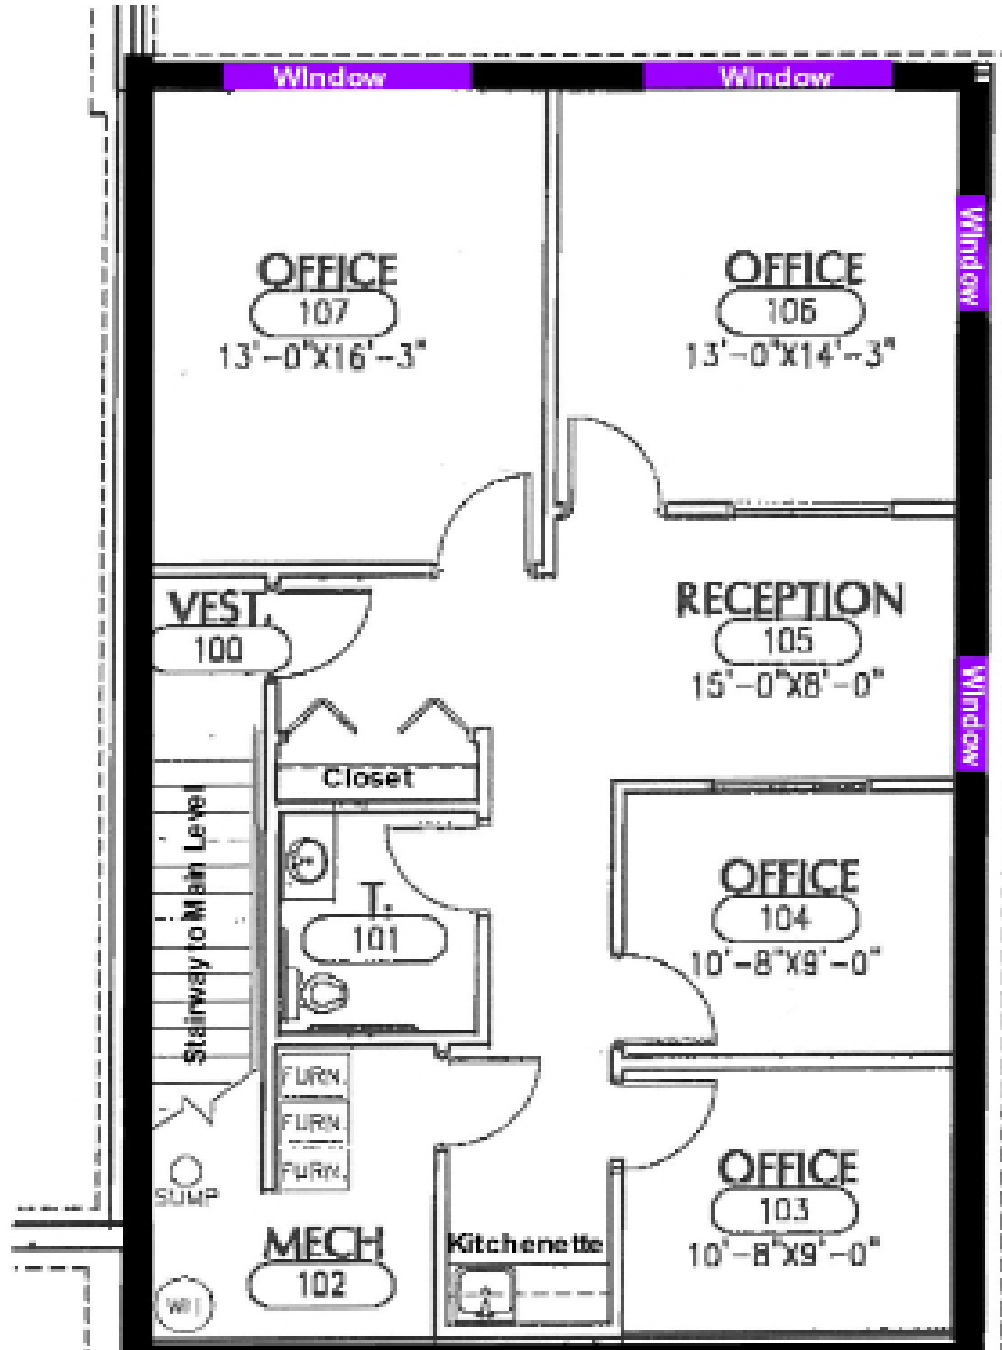 Window
Window
Window
OFFICE
107
13'-0"X16'-3"
OFFICE
106
13'-0"X14'-3"
VEST.
100
RECEPTION
105
15'-0"X8'-0"
Window
Closet
Stairway to Main Level
T.
101
OFFICE
104
10'-8"X9'-0"
FURN.
FURN.
FURN.
SUMP
OFFICE
103
10'-8"X9'-0"
MECH
102
Kitchenette
WH